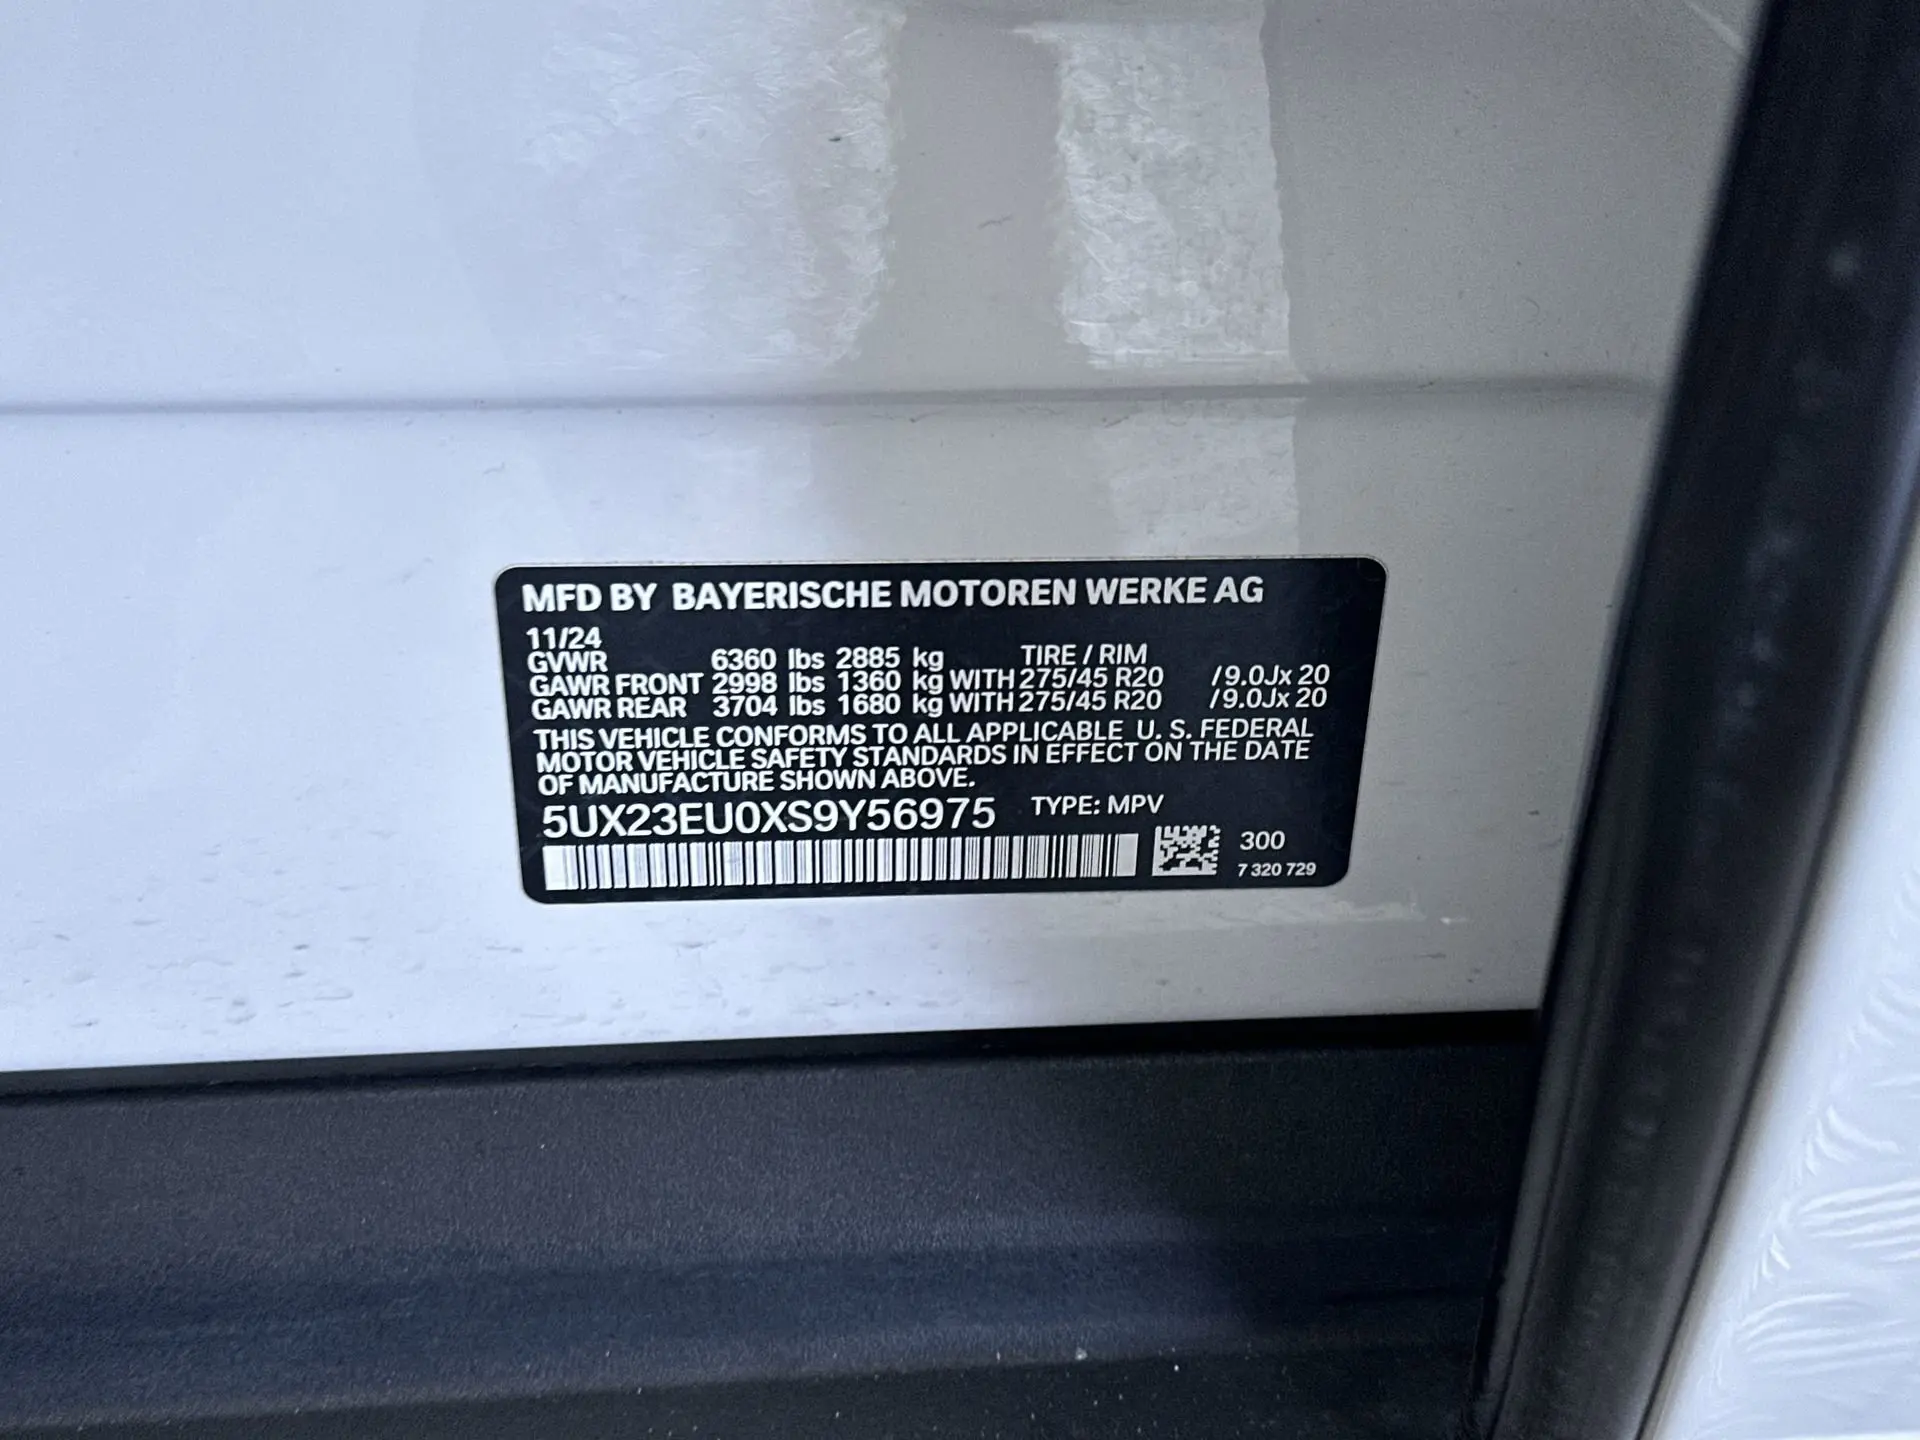 MFD BY BAYERISCHE MOTOREN WERKE AG
11/24
GVWR 6360 lbs 2885 kg TIRE / RIM
GAWR FRONT 2998 lbs 1360 kg WITH 275/45 R20 / 9.0Jx 20
GAWR REAR 3704 lbs 1680 kg WITH 275/45 R20 / 9.0Jx 20
THIS VEHICLE CONFORMS TO ALL APPLICABLE U. S. FEDERAL
MOTOR VEHICLE SAFETY STANDARDS IN EFFECT ON THE DATE
OF MANUFACTURE SHOWN ABOVE.
5UX23EU0XS9Y56975 TYPE: MPV
300
7 320 729